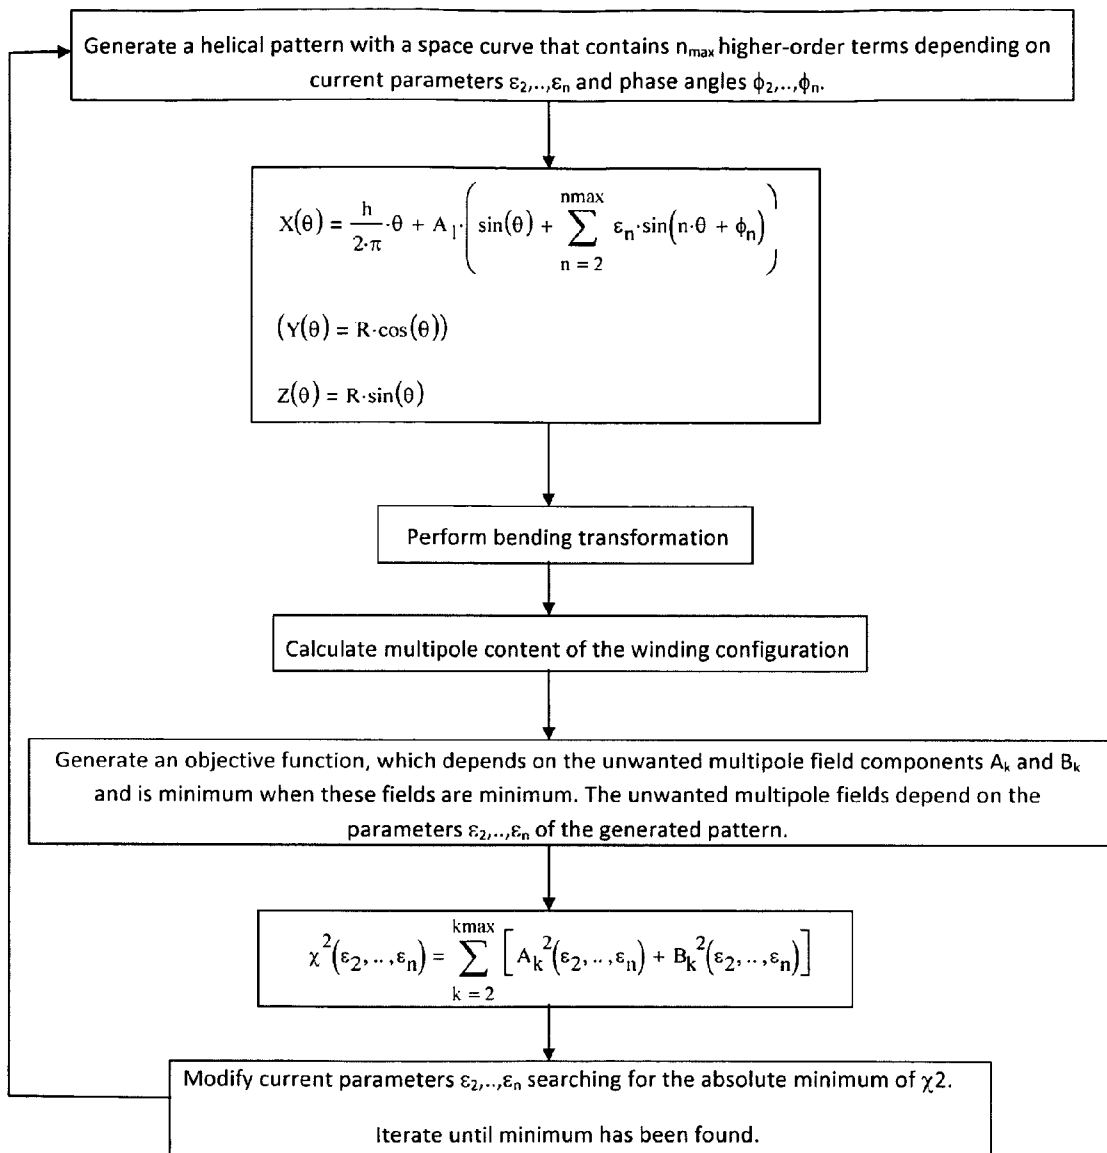 Generate a helical pattern with a space curve that contains nmax higher-order terms depending on
current parameters ε2,..,εn and phase angles ϕ2,..,ϕn.
X(θ) = h/(2·π)·θ + A1·(sin(θ) + ∑_{n = 2}^{nmax} εn·sin(n·θ + ϕn))
(Y(θ) = R·cos(θ))
Z(θ) = R·sin(θ)
Perform bending transformation
Calculate multipole content of the winding configuration
Generate an objective function, which depends on the unwanted multipole field components Ak and Bk
and is minimum when these fields are minimum. The unwanted multipole fields depend on the
parameters ε2,..,εn of the generated pattern.
χ^2(ε2,..,εn) = ∑_{k = 2}^{kmax} [Ak^2(ε2,..,εn) + Bk^2(ε2,..,εn)]
Modify current parameters ε2,..,εn searching for the absolute minimum of χ2.
Iterate until minimum has been found.